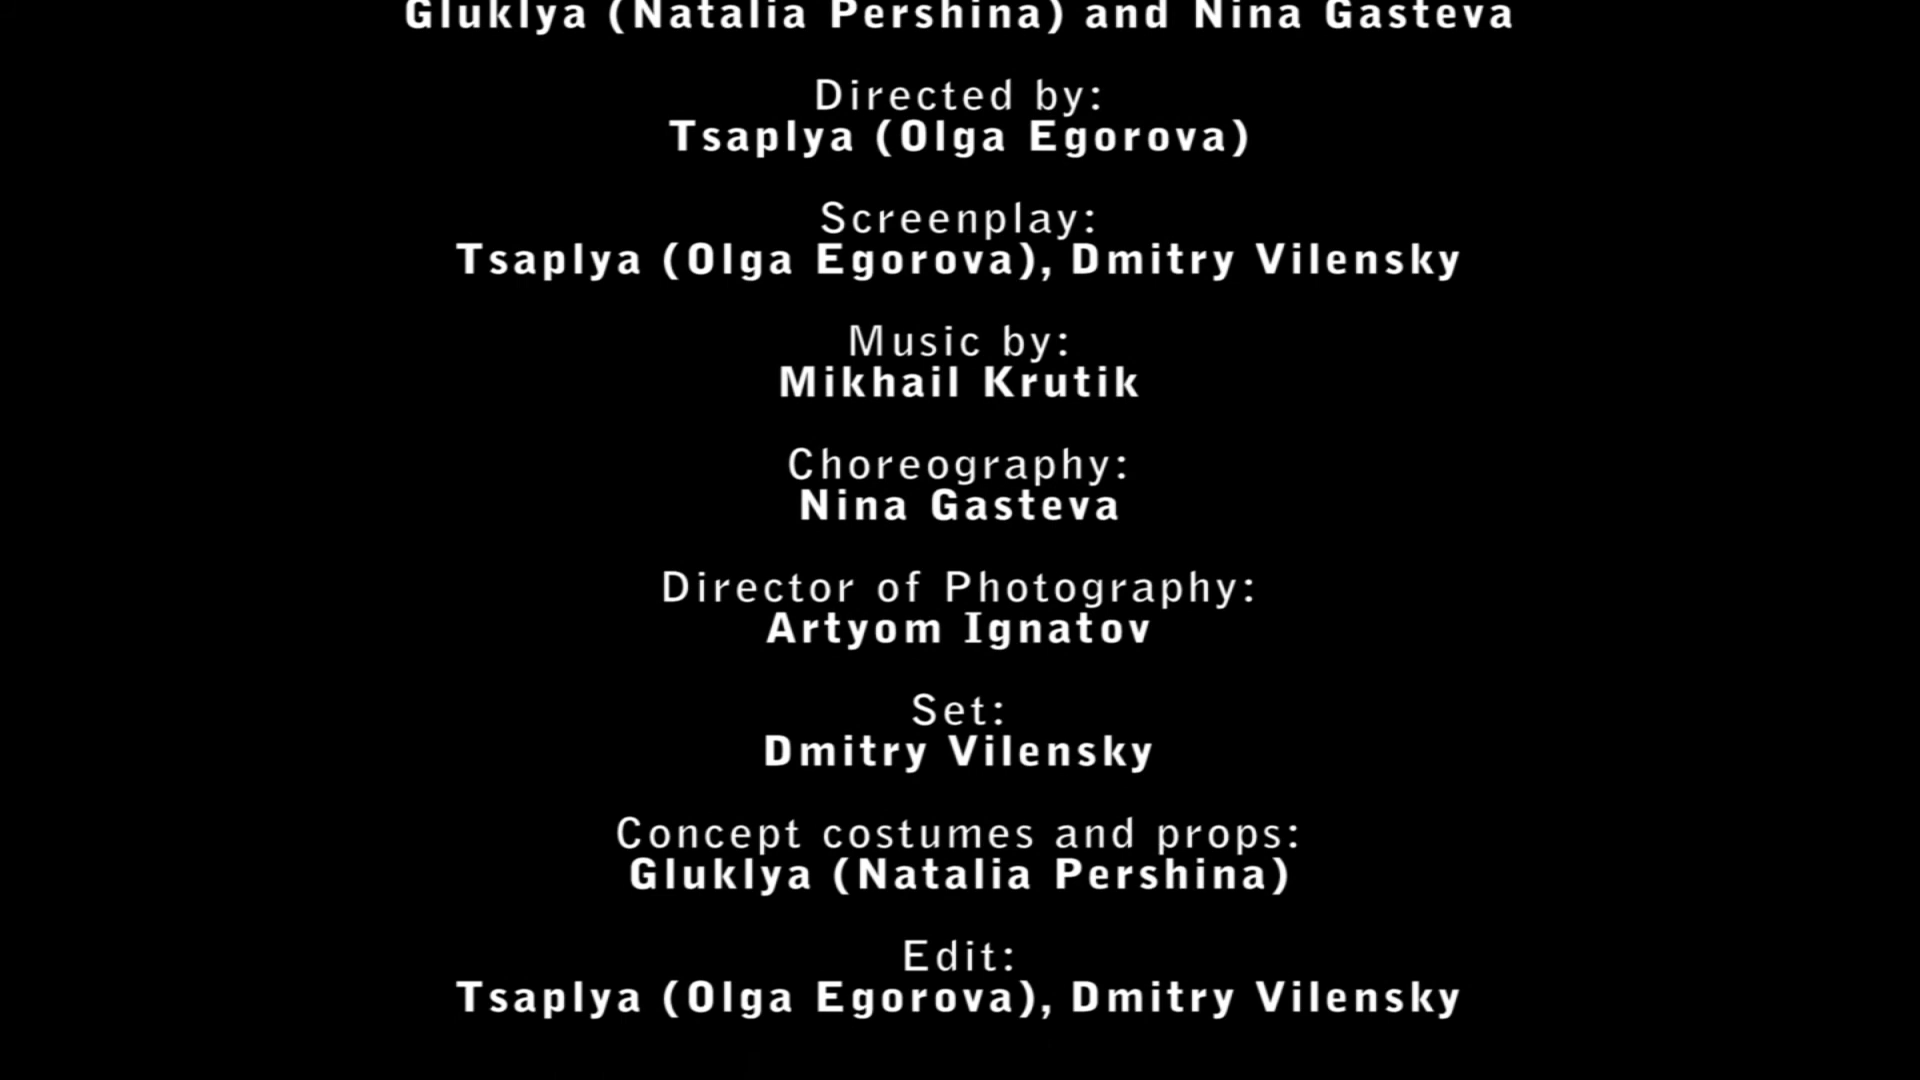 Gluklya (Natalia Pershina) and Nina Gasteva
Directed by:
Tsaplya (Olga Egorova)
Screenplay:
Tsaplya (Olga Egorova), Dmitry Vilensky
Music by:
Mikhail Krutik
Choreography:
Nina Gasteva
Director of Photography:
Artyom Ignatov
Set:
Dmitry Vilensky
Concept costumes and props:
Gluklya (Natalia Pershina)
Edit:
Tsaplya (Olga Egorova), Dmitry Vilensky